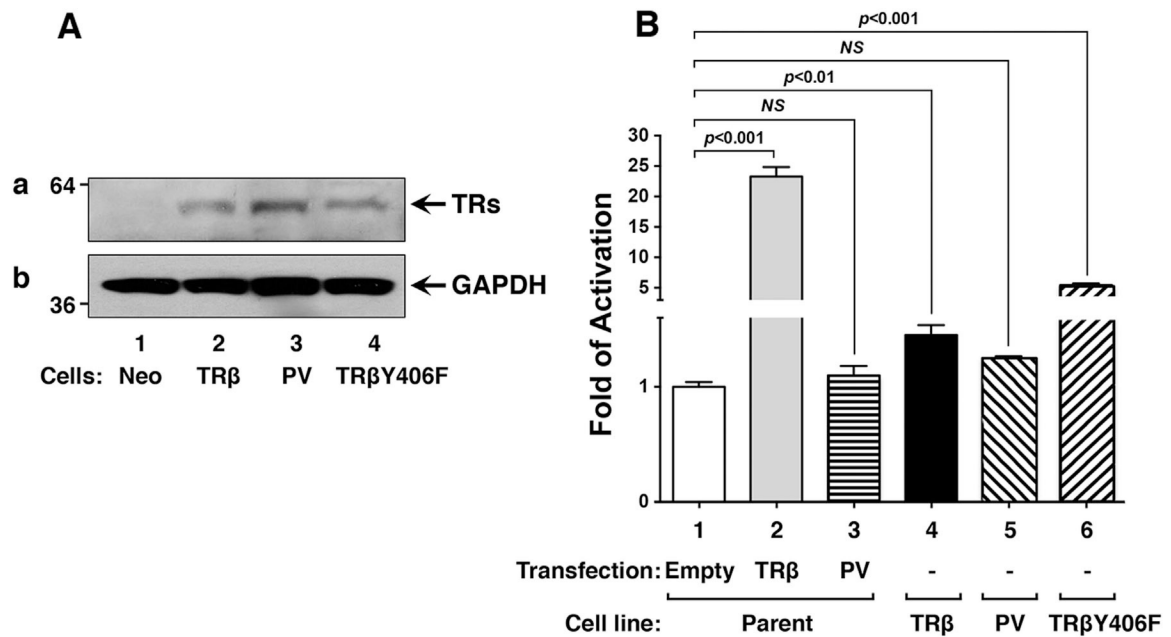 A
a
64
TRs
b
36
GAPDH
1 2 3 4
Cells: Neo TRβ PV TRβY406F
B
p<0.001
NS
p<0.01
NS
p<0.001
Fold of Activation
30
25
20
15
10
5
1
0
1 2 3 4 5 6
Transfection: Empty TRβ PV - - -
Cell line: Parent TRβ PV TRβY406F